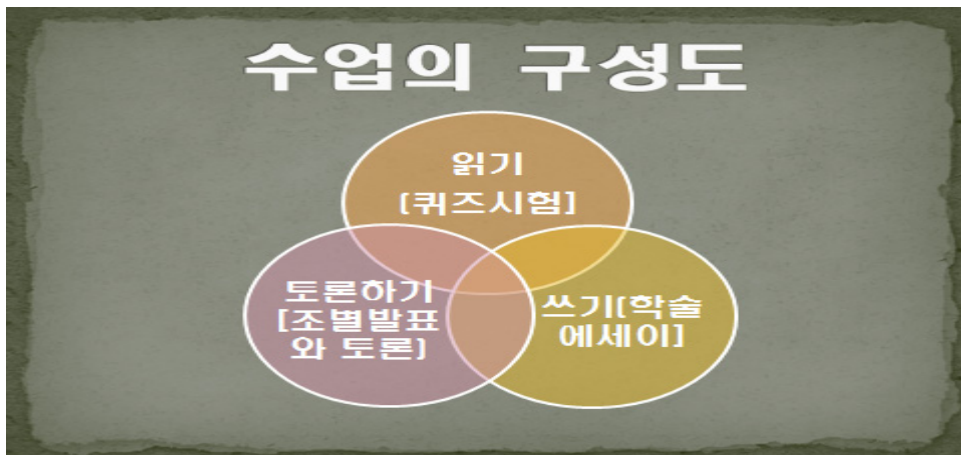 수업의 구성도
읽기
[퀴즈시험]
토론하기
[조별발표
와 토론]
쓰기[학술
에세이]